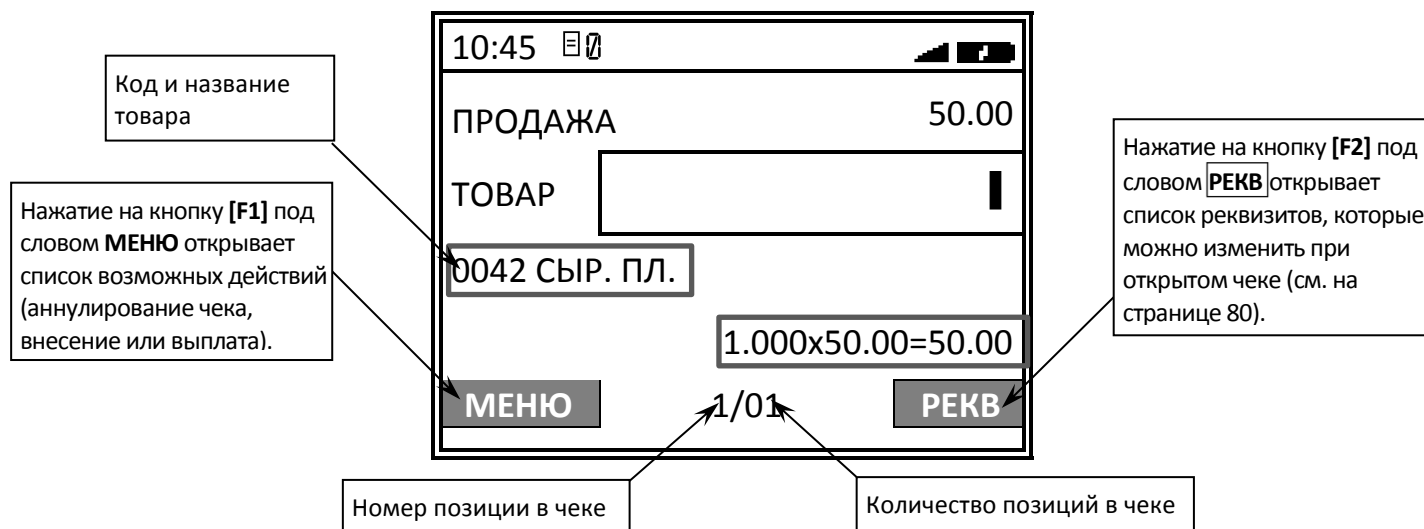 10:45
Код и название
товара
ПРОДАЖА 50.00
Нажатие на кнопку [F2] под
словом РЕКВ открывает
список реквизитов, которые
можно изменить при
открытом чеке (см. на
странице 80).
ТОВАР
Нажатие на кнопку [F1] под
словом МЕНЮ открывает
список возможных действий
(аннулирование чека,
внесение или выплата).
0042 СЫР. ПЛ.
1.000x50.00=50.00
МЕНЮ 1/01 РЕКВ
Номер позиции в чеке
Количество позиций в чеке